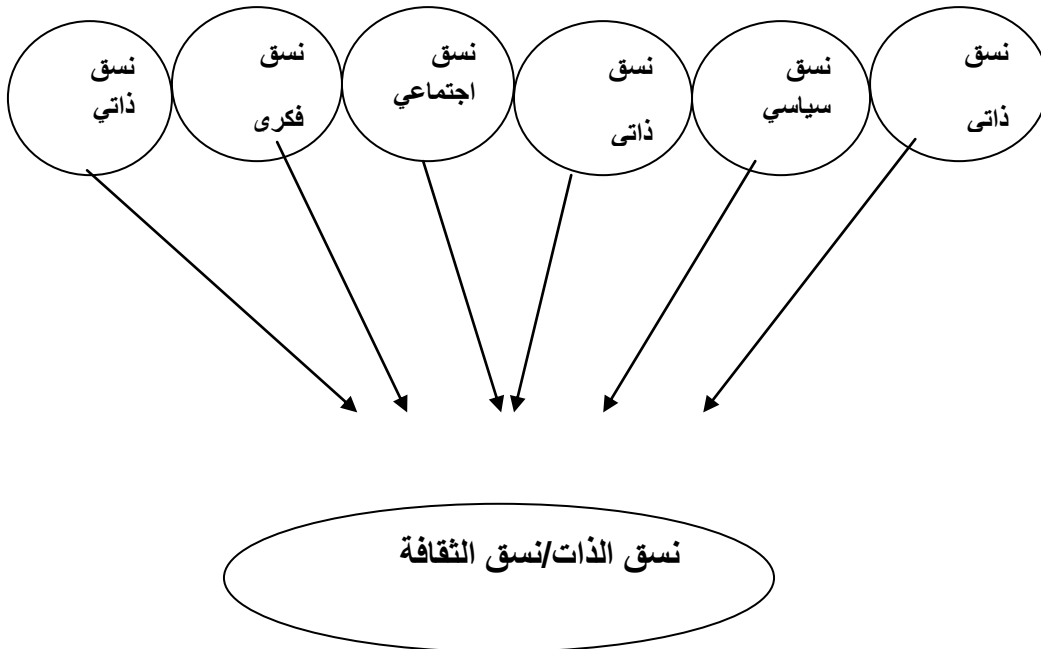 نسق
ذاتى
نسق
سياسي
نسق
ذاتى
نسق
اجتماعي
نسق
فكرى
نسق
ذاتي
نسق الذات/نسق الثقافة